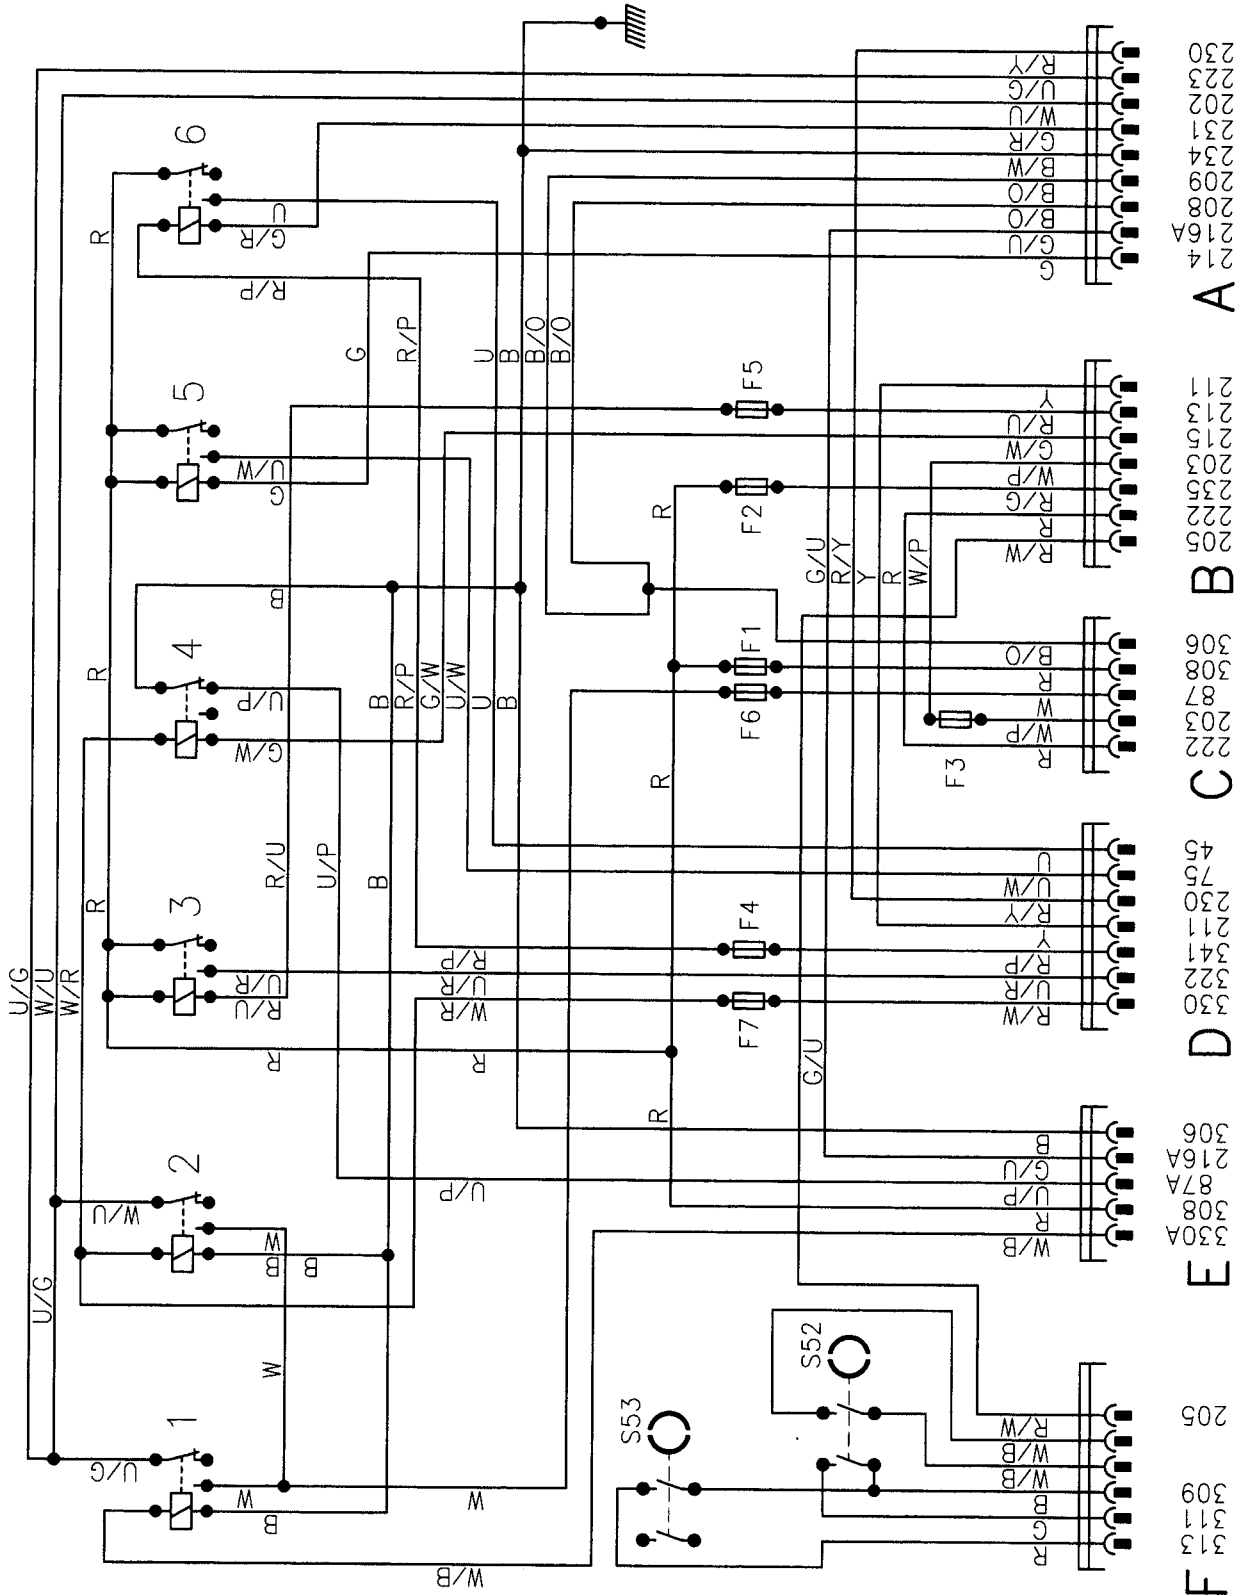 U/G
W/U
W/R
U/G
R
R
R
1
2
3
4
5
6
U/G
W
B
W/U
W
B
B
U/R
R/U
U/P
G/W
B
U/W
G
U
G/R
R/P
W
R
R/U
U/P
B
B
R/P
G/W
U/W
U
B
G
R/P
U
B
B/O
B/O
W/B
W
U/P
R
W/R
U/R
R/P
R
R
R
S53
S52
F7
F4
F6
F1
F2
F5
F3
G/U
G/U
R/Y
Y
R
W/P
R
G
B
W/B
W/B
R/W
W/B
R
U/P
G/U
B
R/W
U/R
R/P
Y
R/Y
U/W
U
R
W/P
W
R
B/O
R/W
R
R/G
W/P
G/W
R/U
Y
G
G/U
B/O
B/O
B/W
G/R
W/U
U/G
R/Y
F
313
311
309
205
E
330A
308
87A
216A
306
D
330
322
341
211
230
75
45
C
222
203
87
308
306
B
205
222
235
203
215
213
211
A
214
216A
208
209
234
231
202
223
230